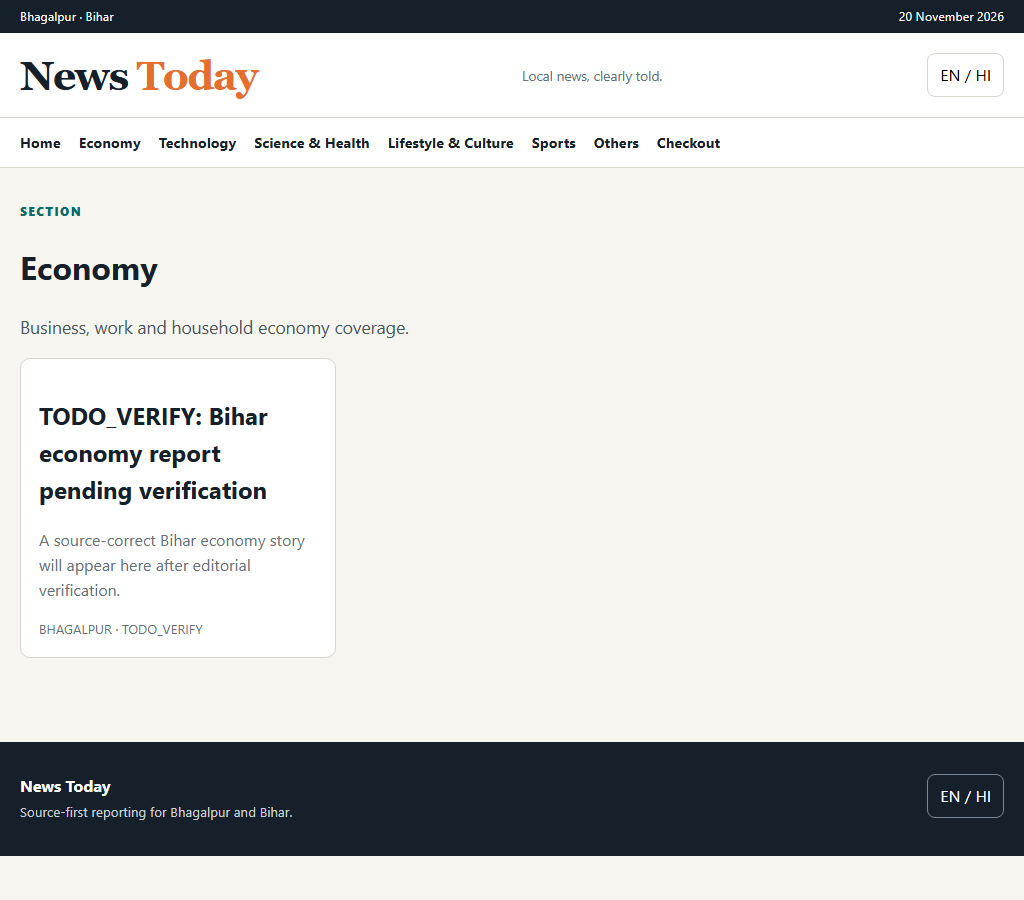 Bhagalpur · Bihar
20 November 2026
News Today
Local news, clearly told.
EN / HI
Home Economy Technology Science & Health Lifestyle & Culture Sports Others Checkout
SECTION
Economy
Business, work and household economy coverage.
TODO_VERIFY: Bihar
economy report
pending verification
A source-correct Bihar economy story
will appear here after editorial
verification.
BHAGALPUR · TODO_VERIFY
News Today
Source-first reporting for Bhagalpur and Bihar.
EN / HI